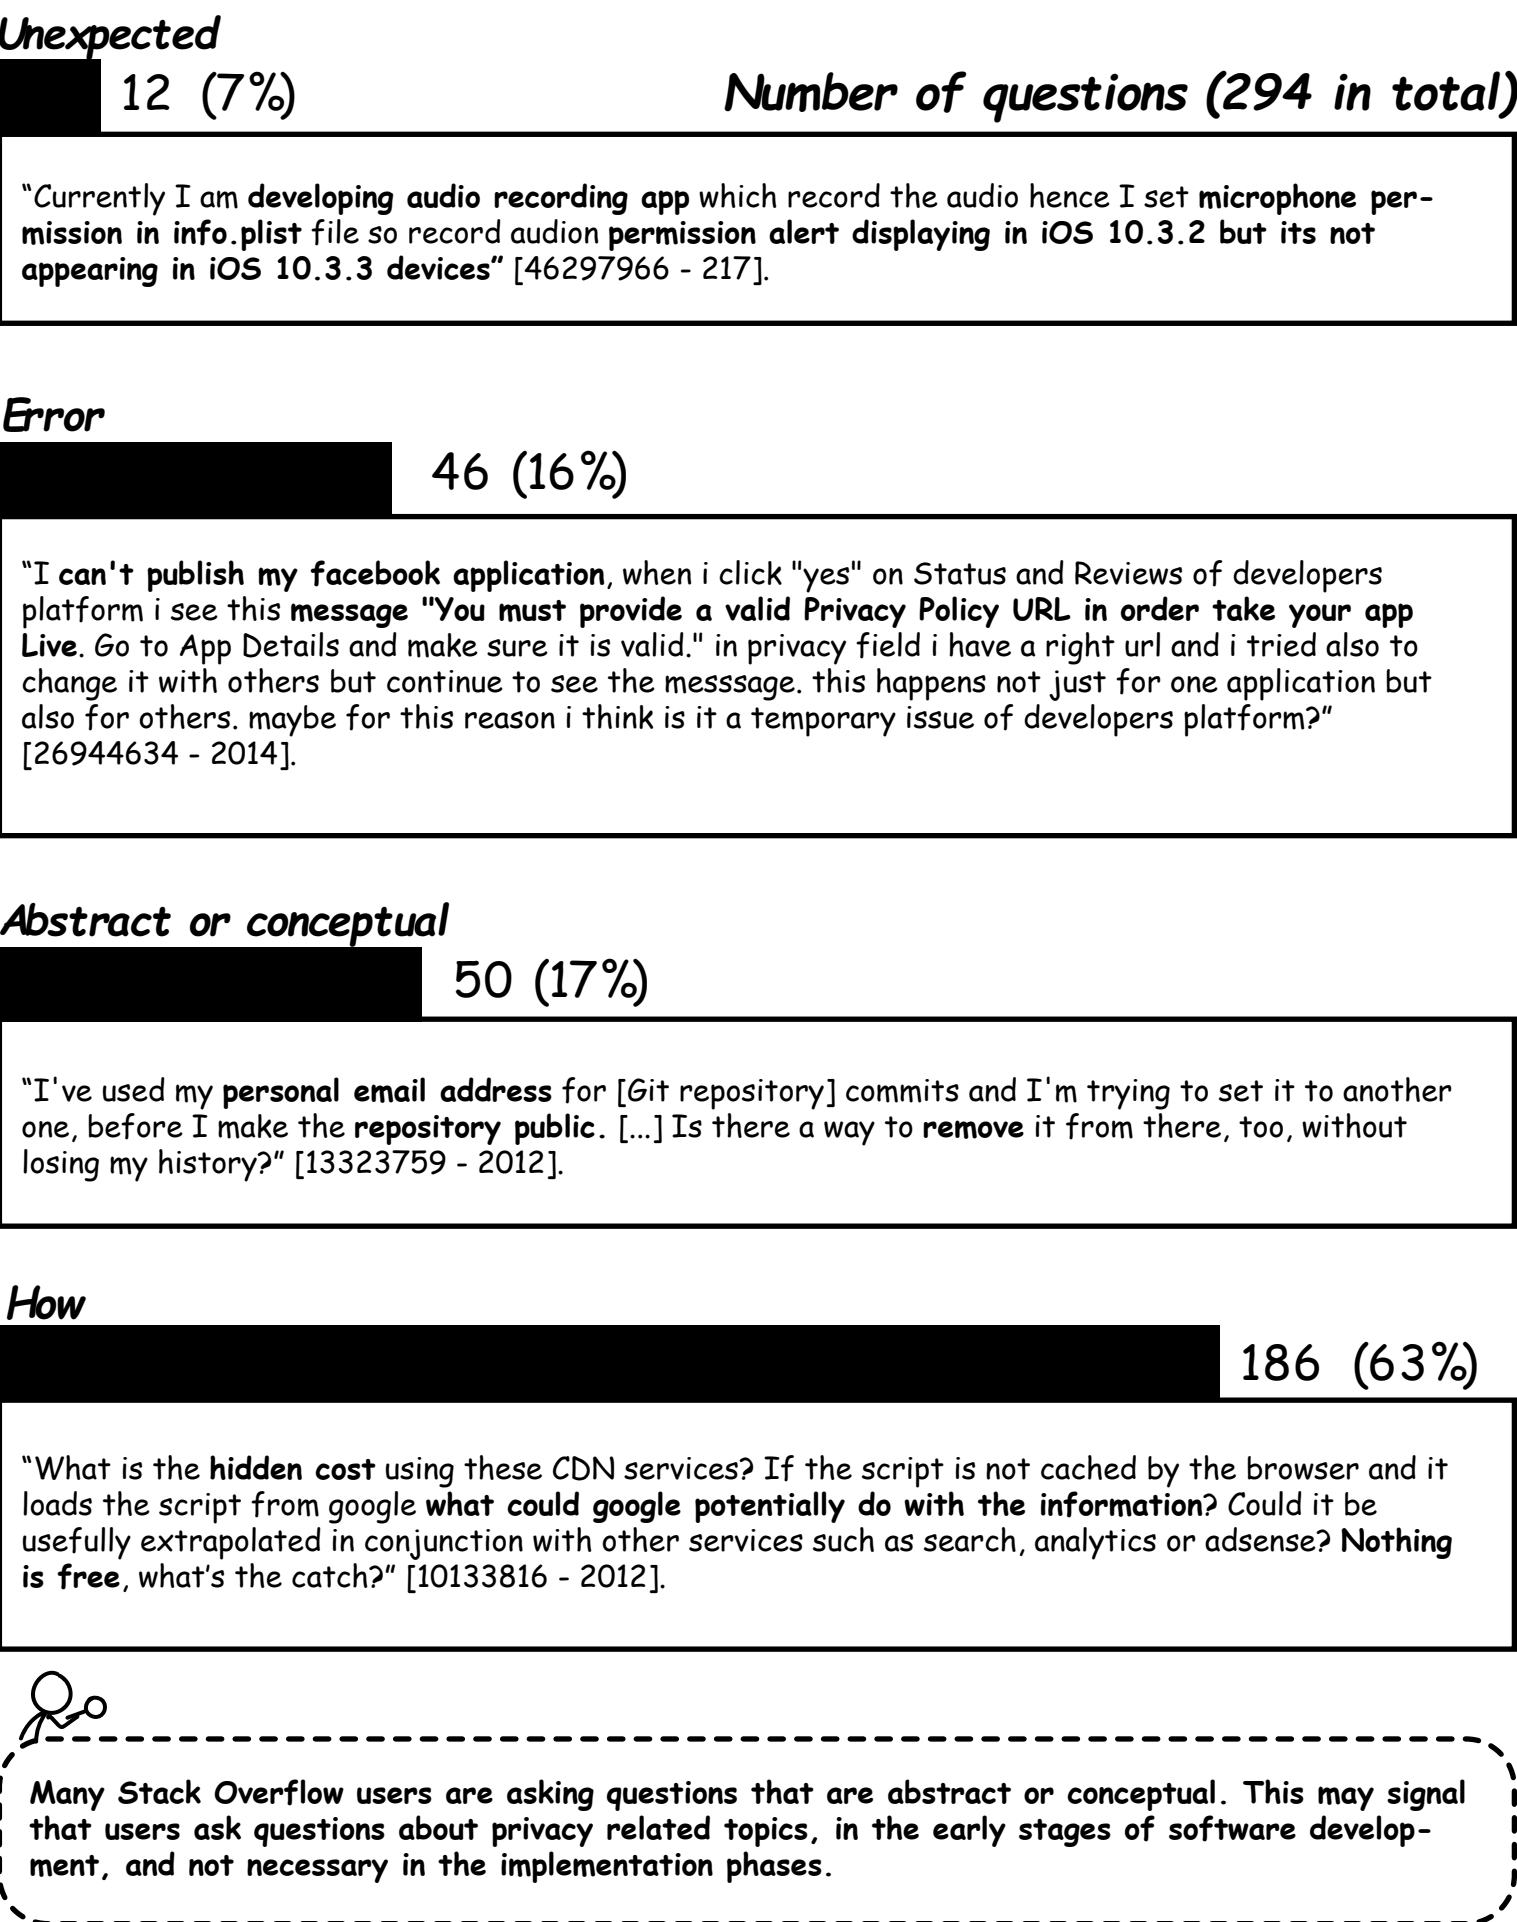 Unexpected
12 (7%)
Number of questions (294 in total)
“Currently I am developing audio recording app which record the audio hence I set microphone per-
mission in info.plist file so record audion permission alert displaying in iOS 10.3.2 but its not
appearing in iOS 10.3.3 devices” [46297966 - 217].
Error
46 (16%)
“I can't publish my facebook application, when i click "yes" on Status and Reviews of developers
platform i see this message "You must provide a valid Privacy Policy URL in order take your app
Live. Go to App Details and make sure it is valid." in privacy field i have a right url and i tried also to
change it with others but continue to see the messsage. this happens not just for one application but
also for others. maybe for this reason i think is it a temporary issue of developers platform?”
[26944634 - 2014].
Abstract or conceptual
50 (17%)
“I've used my personal email address for [Git repository] commits and I'm trying to set it to another
one, before I make the repository public. [...] Is there a way to remove it from there, too, without
losing my history?” [13323759 - 2012].
How
186 (63%)
“What is the hidden cost using these CDN services? If the script is not cached by the browser and it
loads the script from google what could google potentially do with the information? Could it be
usefully extrapolated in conjunction with other services such as search, analytics or adsense? Nothing
is free, what’s the catch?” [10133816 - 2012].
Many Stack Overflow users are asking questions that are abstract or conceptual. This may signal
that users ask questions about privacy related topics, in the early stages of software develop-
ment, and not necessary in the implementation phases.